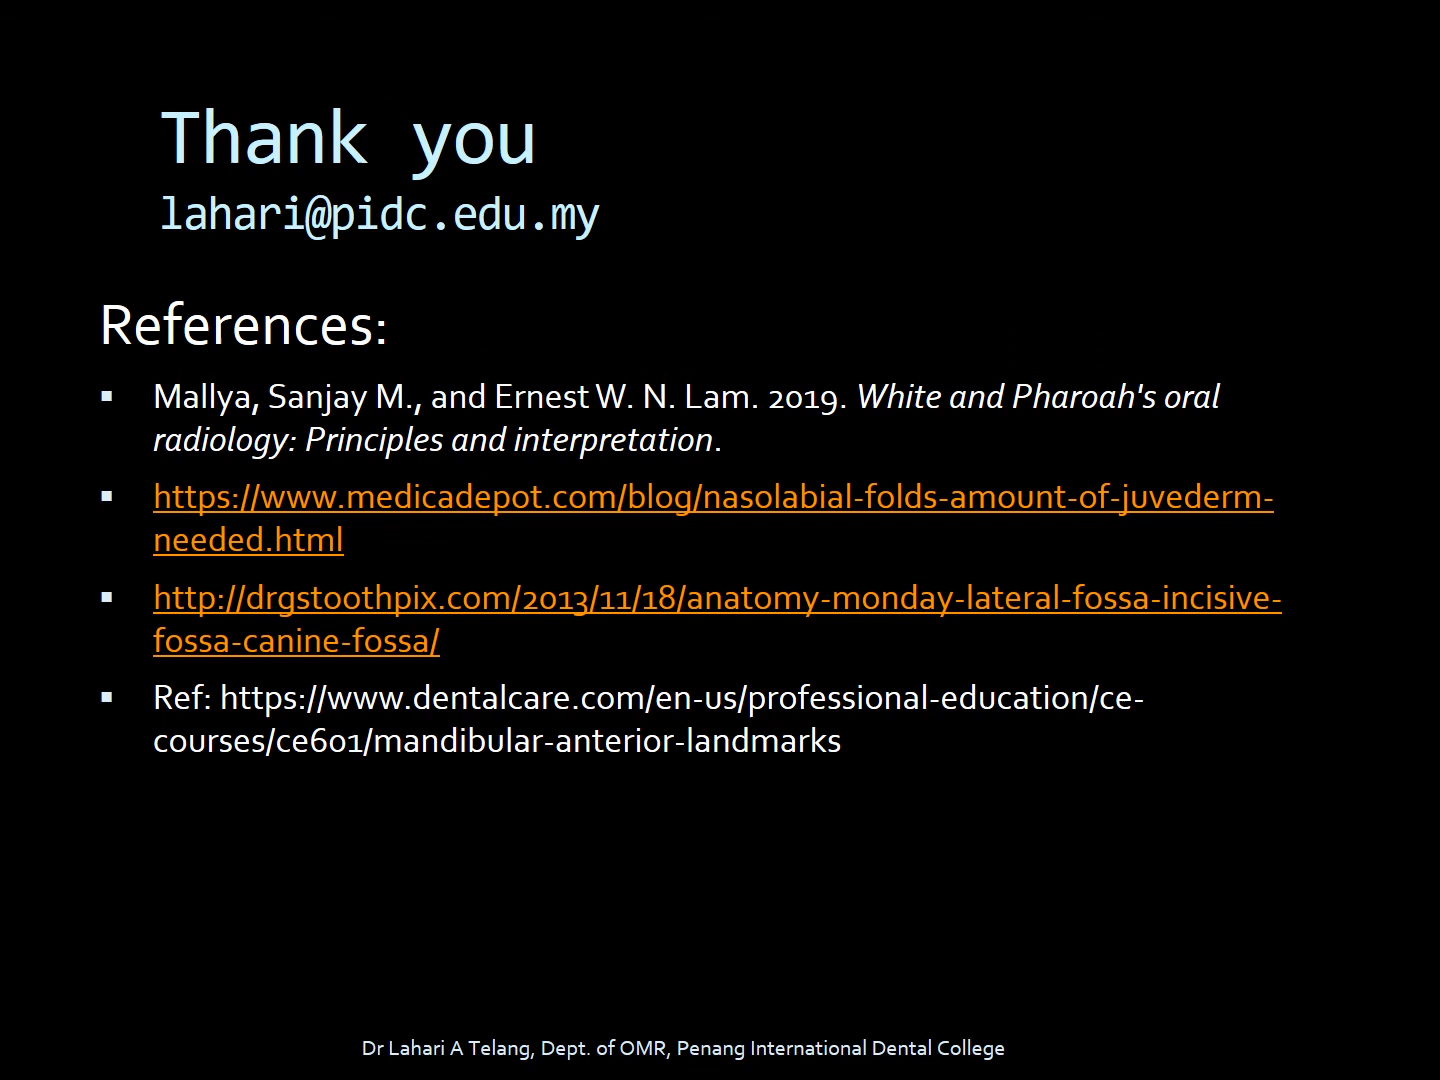 Thank you
lahari@pidc.edu.my
References:
▪ Mallya, Sanjay M., and Ernest W. N. Lam. 2019. White and Pharoah's oral
radiology: Principles and interpretation.
▪ https://www.medicadepot.com/blog/nasolabial-folds-amount-of-juvederm-
needed.html
▪ http://drgstoothpix.com/2013/11/18/anatomy-monday-lateral-fossa-incisive-
fossa-canine-fossa/
▪ Ref: https://www.dentalcare.com/en-us/professional-education/ce-
courses/ce601/mandibular-anterior-landmarks
Dr Lahari A Telang, Dept. of OMR, Penang International Dental College